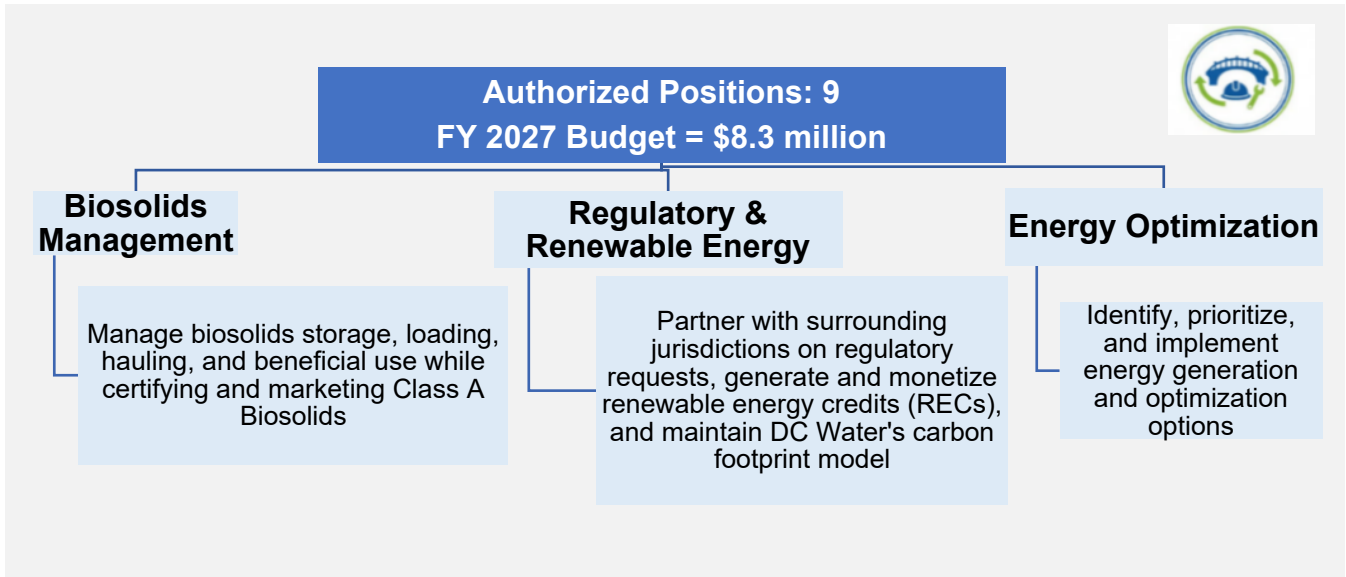 Authorized Positions: 9
FY 2027 Budget = $8.3 million
Biosolids
Management
Manage biosolids storage, loading,
hauling, and beneficial use while
certifying and marketing Class A
Biosolids
Regulatory &
Renewable Energy
Partner with surrounding
jurisdictions on regulatory
requests, generate and monetize
renewable energy credits (RECs),
and maintain DC Water's carbon
footprint model
Energy Optimization
Identify, prioritize,
and implement
energy generation
and optimization
options